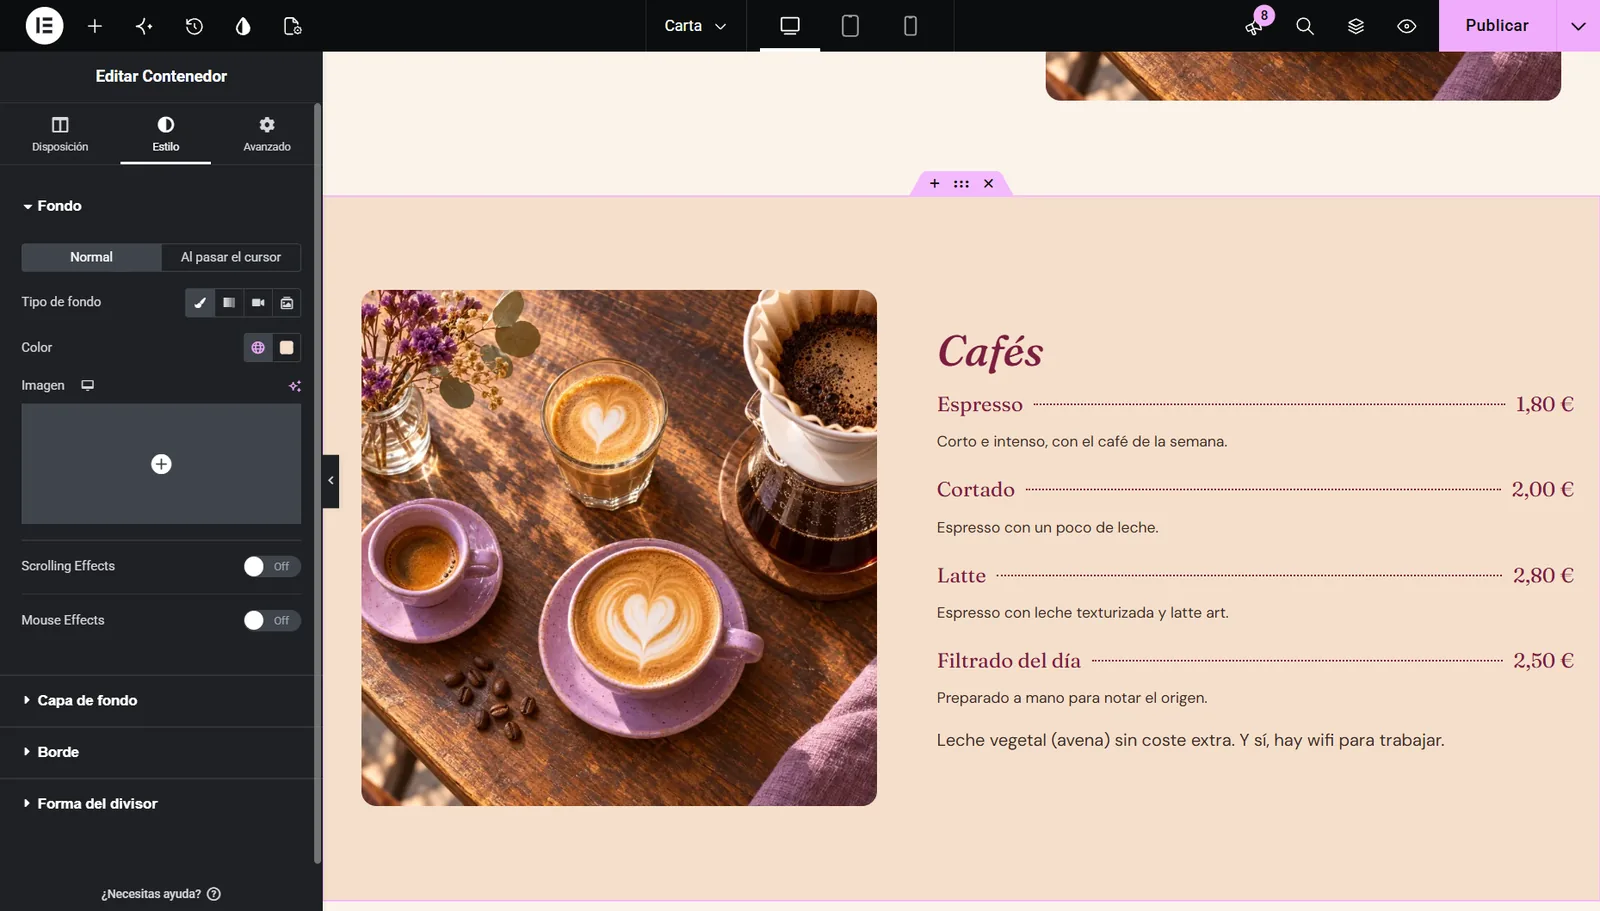 Carta
8
Publicar
Editar Contenedor
Disposición
Estilo
Avanzado
Fondo
Normal
Al pasar el cursor
Tipo de fondo
Color
Imagen
Scrolling Effects
Off
Mouse Effects
Off
Capa de fondo
Borde
Forma del divisor
¿Necesitas ayuda?
Cafés
Espresso 1,80 €
Corto e intenso, con el café de la semana.
Cortado 2,00 €
Espresso con un poco de leche.
Latte 2,80 €
Espresso con leche texturizada y latte art.
Filtrado del día 2,50 €
Preparado a mano para notar el origen.
Leche vegetal (avena) sin coste extra. Y sí, hay wifi para trabajar.